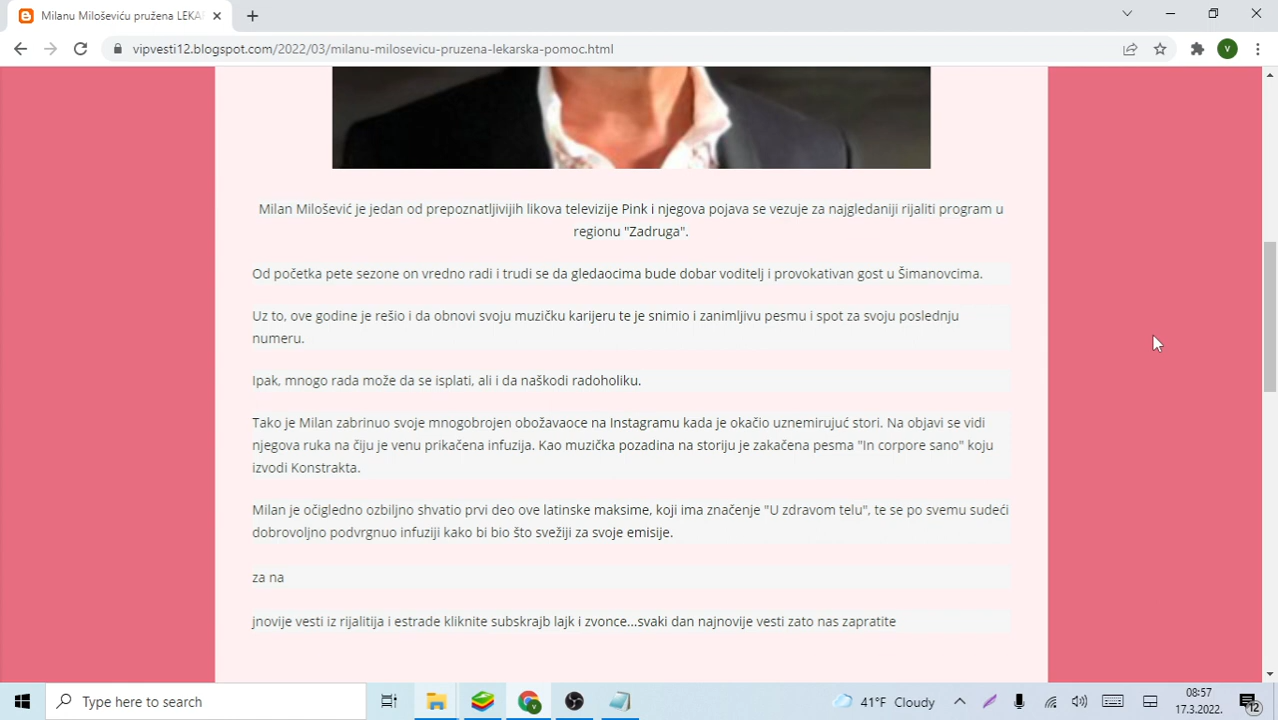 Milanu Miloševiću pružena LEKA
vipvesti12.blogspot.com/2022/03/milanu-milosevicu-pruzena-lekarska-pomoc.html
V
Milan Milošević je jedan od prepoznatljivijih likova televizije Pink i njegova pojava se vezuje za najgledaniji rijaliti program u
regionu "Zadruga".
Od početka pete sezone on vredno radi i trudi se da gledaocima bude dobar voditelj i provokativan gost u Šimanovcima.
Uz to, ove godine je rešio i da obnovi svoju muzičku karijeru te je snimio i zanimljivu pesmu i spot za svoju poslednju
numeru.
Ipak, mnogo rada može da se isplati, ali i da naškodi radoholiku.
Tako je Milan zabrinuo svoje mnogobrojen obožavaoce na Instagramu kada je okačio uznemirujuć stori. Na objavi se vidi
njegova ruka na čiju je venu prikačena infuzija. Kao muzička pozadina na storiju je zakačena pesma "In corpore sano" koju
izvodi Konstrakta.
Milan je očigledno ozbiljno shvatio prvi deo ove latinske maksime, koji ima značenje "U zdravom telu", te se po svemu sudeći
dobrovoljno podvrgnuo infuziji kako bi bio što svežiji za svoje emisije.
za na
jnovije vesti iz rijalitija i estrade kliknite subskrajb lajk i zvonce...svaki dan najnovije vesti zato nas zapratite
Type here to search
V
41°F Cloudy
08:57
17.3.2022.
12